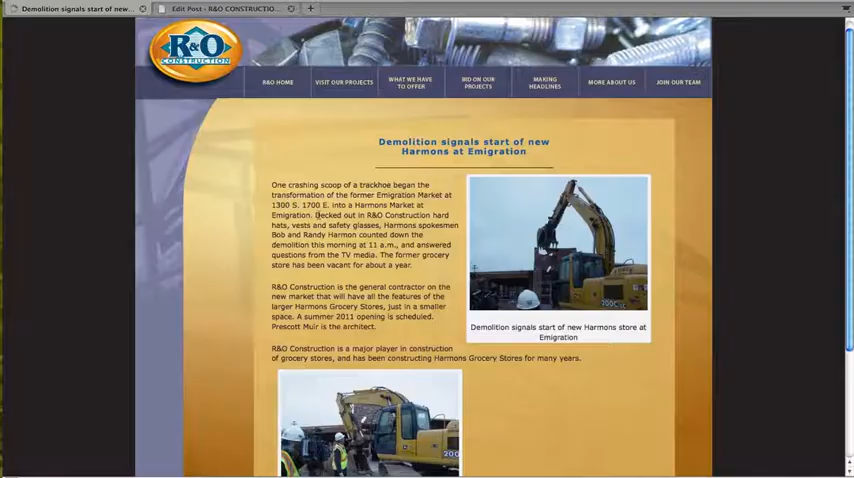 Demolition signals start of new...
Edit Post ‹ R&O CONSTRUCTIO...
R&O
CONSTRUCTION
R&O HOME
VISIT OUR PROJECTS
WHAT WE HAVE
TO OFFER
BID ON OUR
PROJECTS
MAKING
HEADLINES
MORE ABOUT US
JOIN OUR TEAM
Demolition signals start of new
Harmons at Emigration
One crashing scoop of a trackhoe began the
transformation of the former Emigration Market at
1300 S. 1700 E. into a Harmons Market at
Emigration. Decked out in R&O Construction hard
hats, vests and safety glasses, Harmons spokesmen
Bob and Randy Harmon counted down the
demolition this morning at 11 a.m., and answered
questions from the TV media. The former grocery
store has been vacant for about a year.
R&O Construction is the general contractor on the
new market that will have all the features of the
larger Harmons Grocery Stores, just in a smaller
space. A summer 2011 opening is scheduled.
Prescott Muir is the architect.
R&O Construction is a major player in construction
of grocery stores, and has been constructing Harmons Grocery Stores for many years.
200C
Demolition signals start of new Harmons store at
Emigration
200